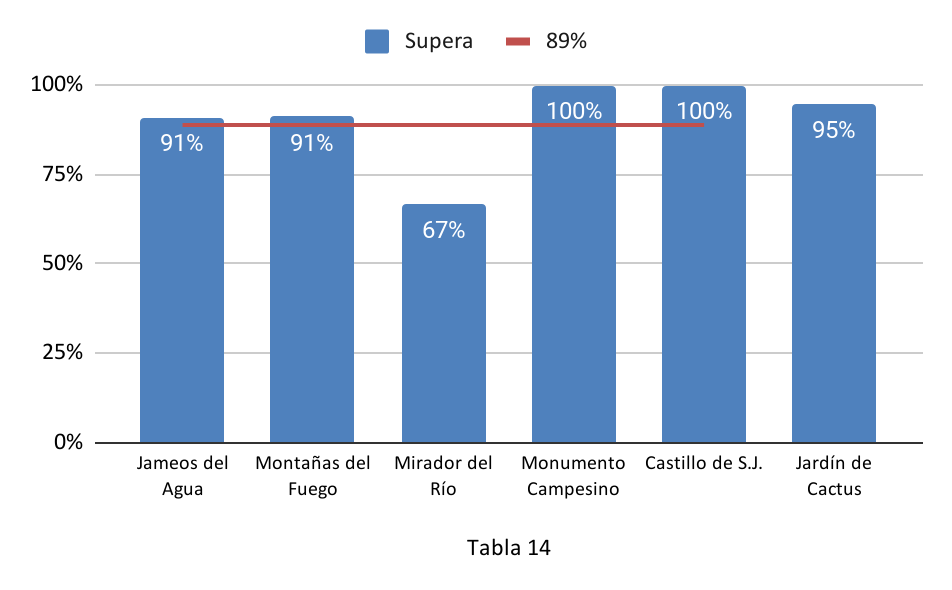 Supera 89%
100%
75%
50%
25%
0%
91% 91% 67% 100% 100% 95%
Jameos del Agua
Montañas del Fuego
Mirador del Río
Monumento Campesino
Castillo de S.J.
Jardín de Cactus
Tabla 14